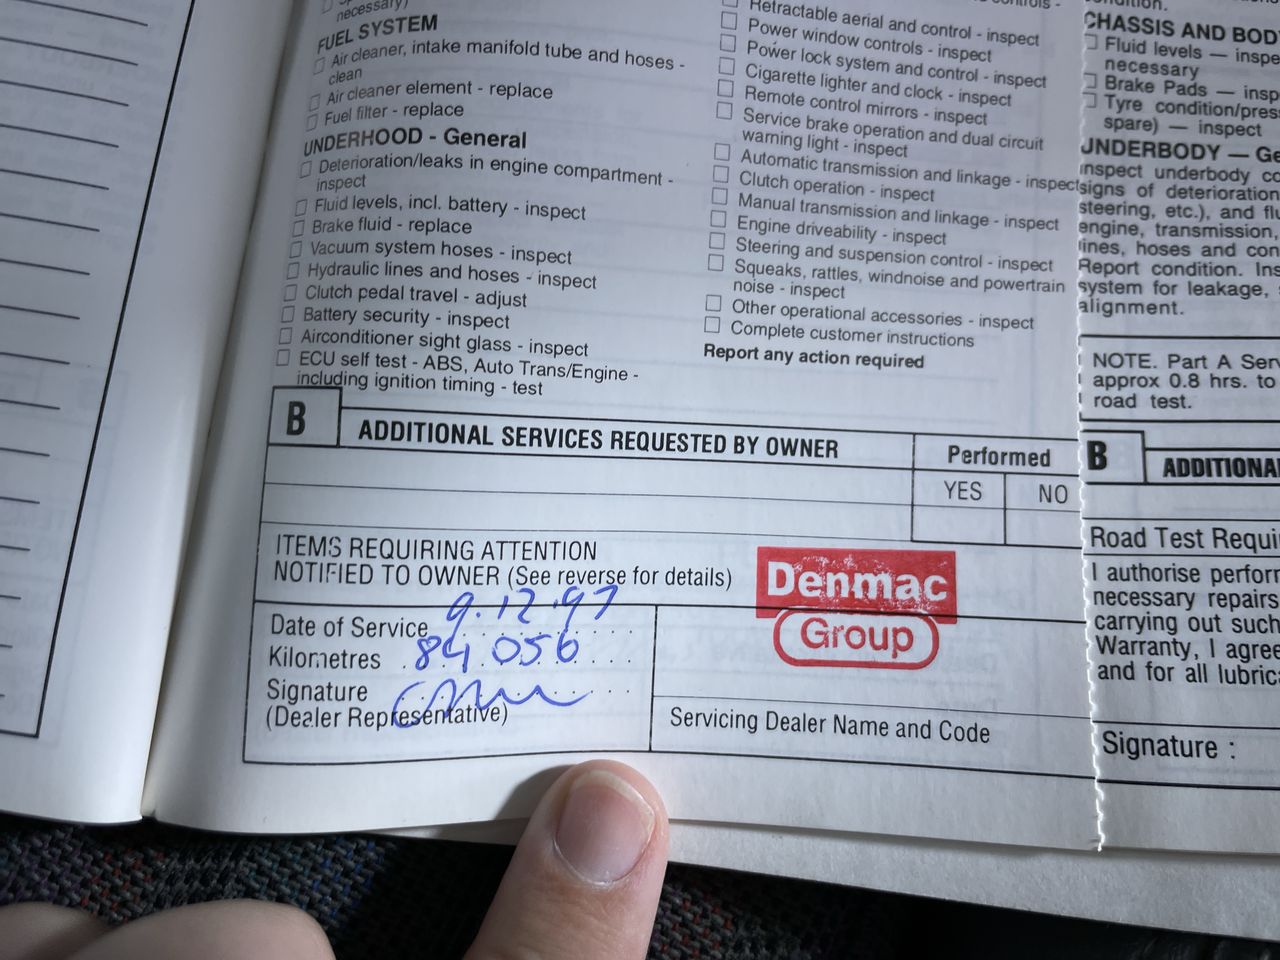 necessary)
FUEL SYSTEM
Air cleaner, intake manifold tube and hoses -
clean
Air cleaner element - replace
Fuel filter - replace
UNDERHOOD - General
Deterioration/leaks in engine compartment -
inspect
Fluid levels, incl. battery - inspect
Brake fluid - replace
Vacuum system hoses - inspect
Hydraulic lines and hoses - inspect
Clutch pedal travel - adjust
Battery security - inspect
Airconditioner sight glass - inspect
ECU self test - ABS, Auto Trans/Engine -
including ignition timing - test
Retractable aerial and control - inspect
Power window controls - inspect
Power lock system and control - inspect
Cigarette lighter and clock - inspect
Remote control mirrors - inspect
Service brake operation and dual circuit
warning light - inspect
Automatic transmission and linkage - inspect
Clutch operation - inspect
Manual transmission and linkage - inspect
Engine driveability - inspect
Steering and suspension control - inspect
Squeaks, rattles, windnoise and powertrain
noise - inspect
Other operational accessories - inspect
Complete customer instructions
Report any action required
B ADDITIONAL SERVICES REQUESTED BY OWNER
Performed
YES NO
ITEMS REQUIRING ATTENTION
NOTIFIED TO OWNER (See reverse for details)
Denmac
Group
Date of Service 9.12.97
Kilometres 84 056
Signature
(Dealer Representative)
Servicing Dealer Name and Code
CHASSIS AND BODY
Fluid levels — inspe
necessary
Brake Pads — insp
Tyre condition/pres
spare) — inspect
UNDERBODY — Ge
inspect underbody co
signs of deterioration
steering, etc.), and flu
engine, transmission,
lines, hoses and con
Report condition. Ins
system for leakage,
alignment.
NOTE. Part A Serv
approx 0.8 hrs. to
road test.
B ADDITIONA
Road Test Requi
I authorise perform
necessary repairs
carrying out such
Warranty, I agree
and for all lubrica
Signature :